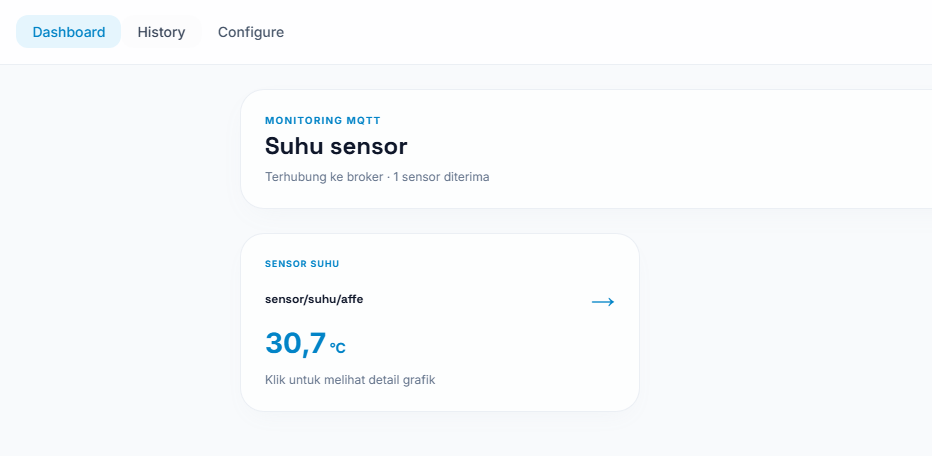 Dashboard History Configure
MONITORING MQTT
Suhu sensor
Terhubung ke broker · 1 sensor diterima
SENSOR SUHU
sensor/suhu/affe →
30,7 °C
Klik untuk melihat detail grafik